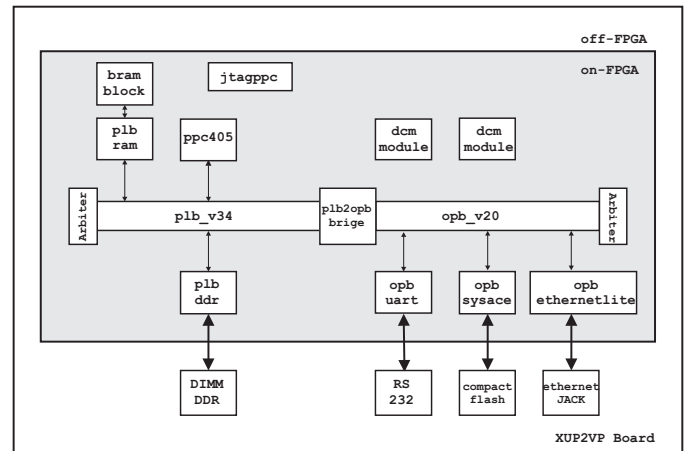 off-FPGA
on-FPGA
bram
block
jtagppc
plb
ram
ppc405
dcm
module
dcm
module
Arbiter
plb_v34
plb2opb
brige
opb_v20
Arbiter
plb
ddr
opb
uart
opb
sysace
opb
ethernetlite
DIMM
DDR
RS
232
compact
flash
ethernet
JACK
XUP2VP Board